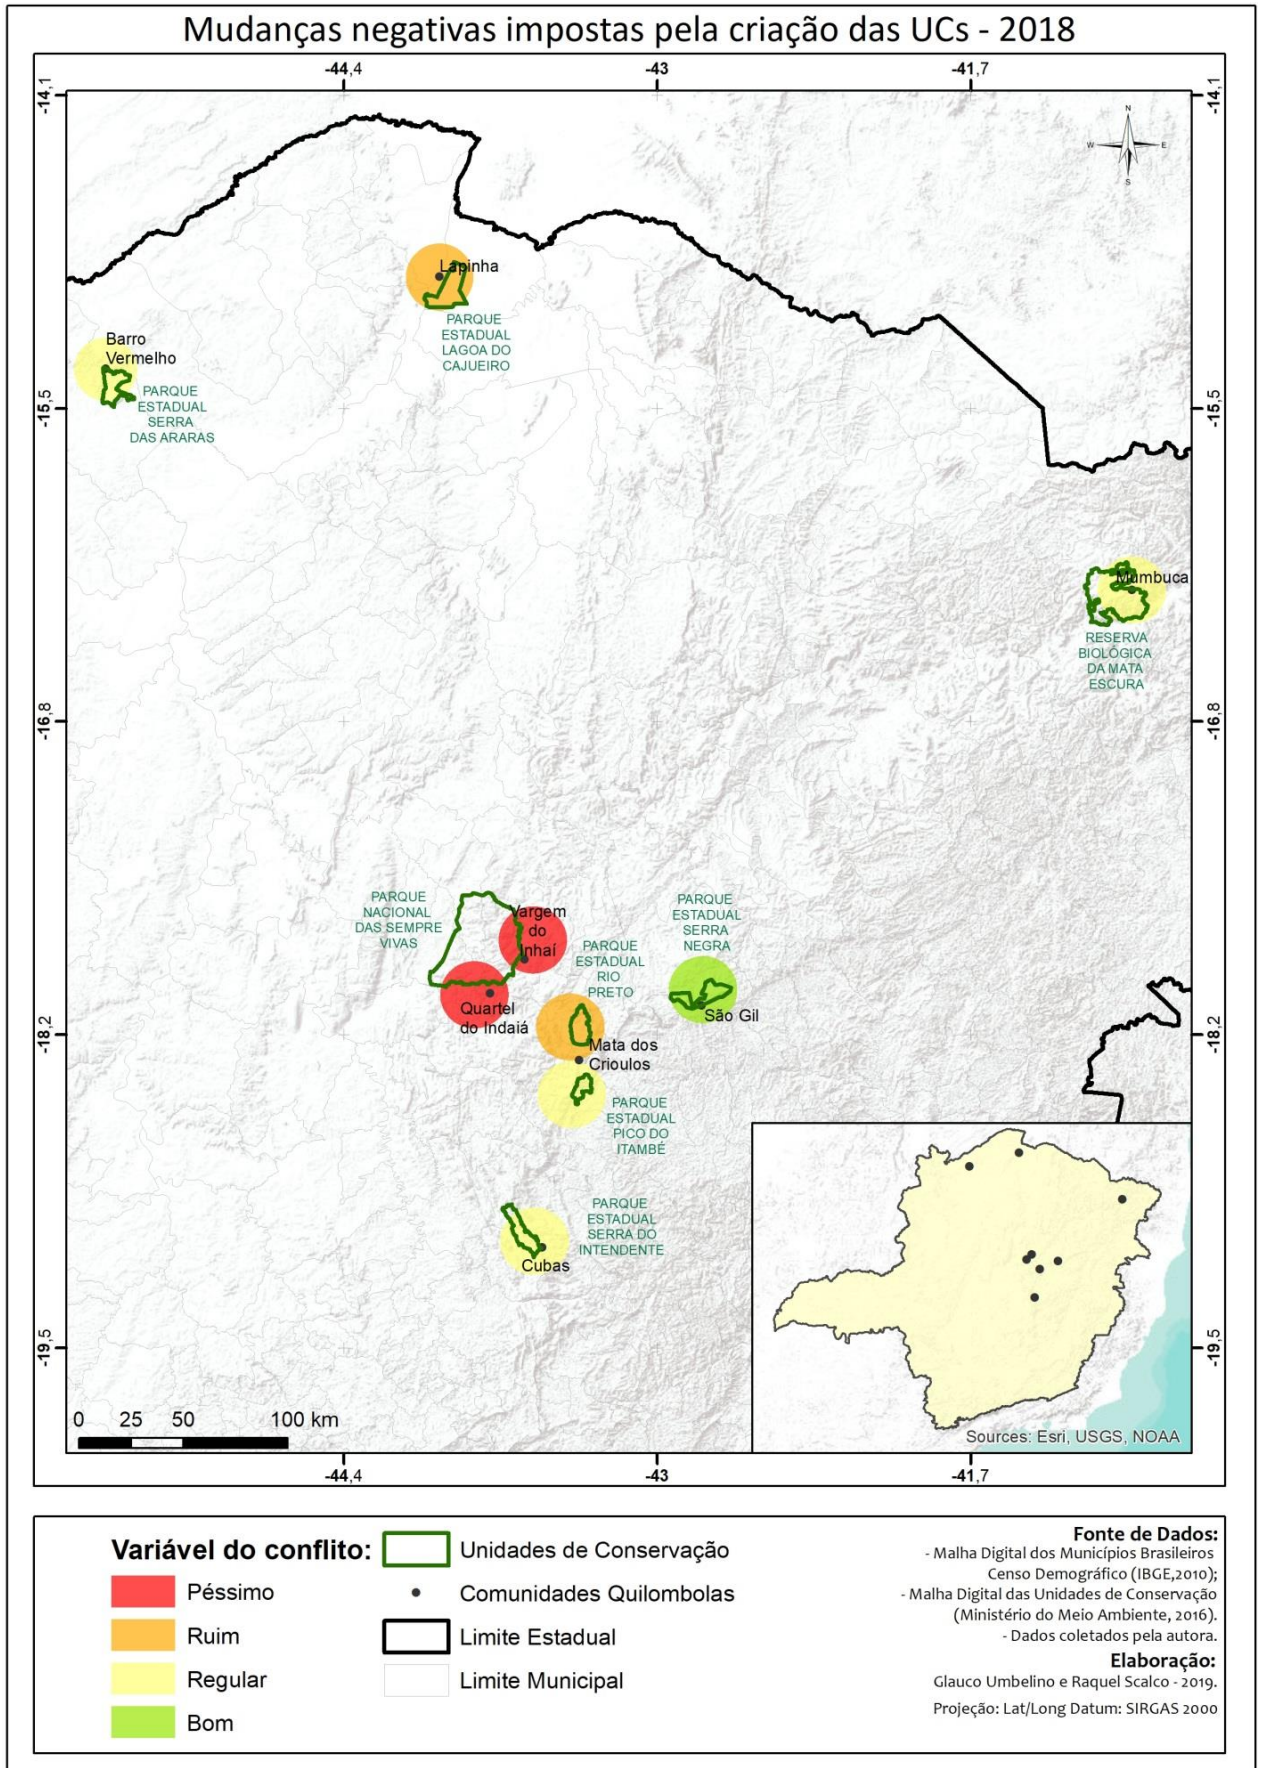 Mudanças negativas impostas pela criação das UCs - 2018
-44,4
-43
-41,7
-14,1
-14,1
N
W
E
S
Lapinha
PARQUE
ESTADUAL
LAGOA DO
CAJUEIRO
Barro
Vermelho
PARQUE
ESTADUAL
SERRA
DAS ARARAS
-15,5
-15,5
Mumbuca
RESERVA
BIOLÓGICA
DA MATA
ESCURA
-16,8
-16,8
PARQUE
NACIONAL
DAS SEMPRE
VIVAS
Vargem
do
Inhaí
PARQUE
ESTADUAL
RIO
PRETO
PARQUE
ESTADUAL
SERRA
NEGRA
Quartel
do Indaiá
São Gil
-18,2
-18,2
Mata dos
Crioulos
PARQUE
ESTADUAL
PICO DO
ITAMBÉ
PARQUE
ESTADUAL
SERRA DO
INTENDENTE
Cubas
-19,5
-19,5
0 25 50 100 km
Sources: Esri, USGS, NOAA
-44,4
-43
-41,7
Variável do conflito:
Péssimo
Ruim
Regular
Bom
Unidades de Conservação
Comunidades Quilombolas
Limite Estadual
Limite Municipal
Fonte de Dados:
- Malha Digital dos Municípios Brasileiros
Censo Demográfico (IBGE,2010);
- Malha Digital das Unidades de Conservação
(Ministério do Meio Ambiente, 2016).
- Dados coletados pela autora.
Elaboração:
Glauco Umbelino e Raquel Scalco - 2019.
Projeção: Lat/Long Datum: SIRGAS 2000